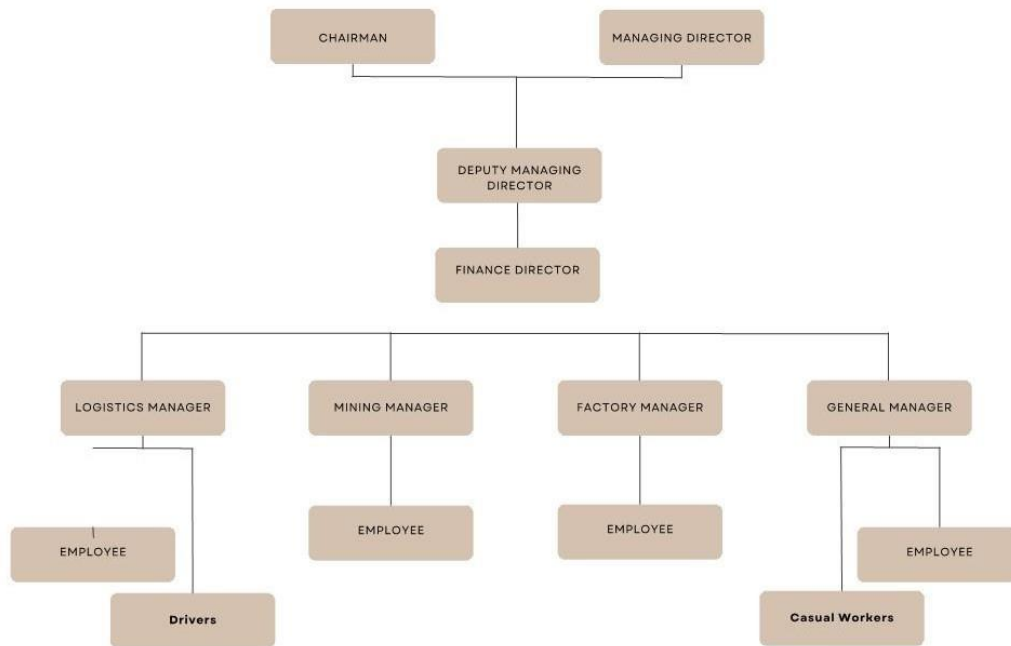 CHAIRMAN
MANAGING DIRECTOR
DEPUTY MANAGING
DIRECTOR
FINANCE DIRECTOR
LOGISTICS MANAGER
MINING MANAGER
FACTORY MANAGER
GENERAL MANAGER
EMPLOYEE
EMPLOYEE
EMPLOYEE
EMPLOYEE
Drivers
Casual Workers